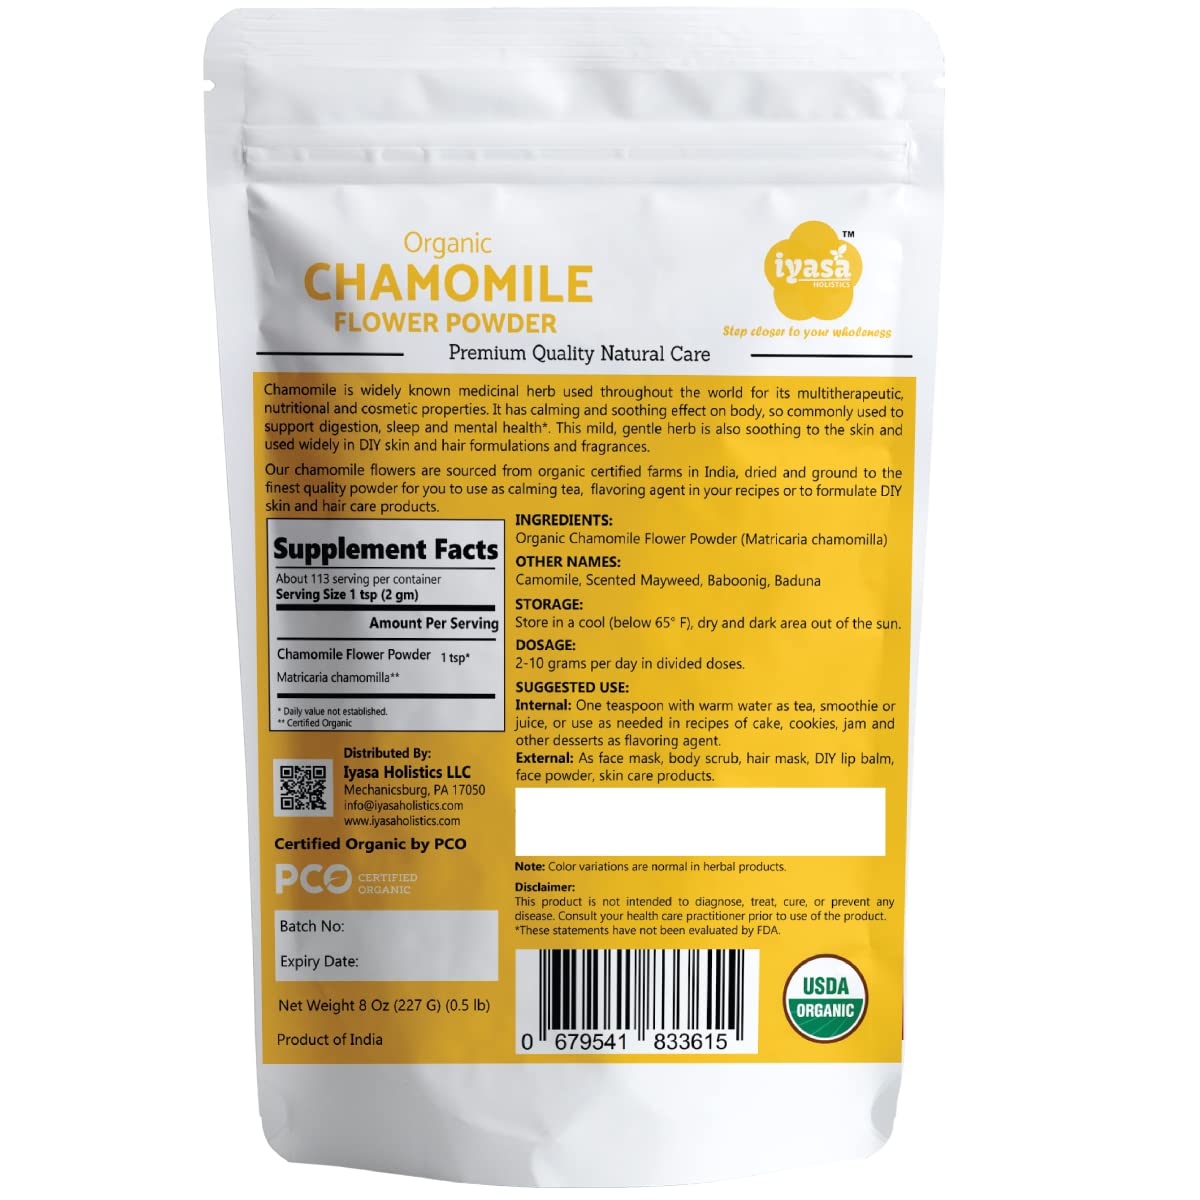 Organic
CHAMOMILE
FLOWER POWDER
iyasa
TM
HOLISTICS
Step closer to your wholeness
Premium Quality Natural Care
Chamomile is widely known medicinal herb used throughout the world for its multitherapeutic,
nutritional and cosmetic properties. It has calming and soothing effect on body, so commonly used to
support digestion, sleep and mental health*. This mild, gentle herb is also soothing to the skin and
used widely in DIY skin and hair formulations and fragrances.
Our chamomile flowers are sourced from organic certified farms in India, dried and ground to the
finest quality powder for you to use as calming tea, flavoring agent in your recipes or to formulate DIY
skin and hair care products.
Supplement Facts
About 113 serving per container
Serving Size 1 tsp (2 gm)
Amount Per Serving
Chamomile Flower Powder 1 tsp*
Matricaria chamomilla**
* Daily value not established.
** Certified Organic
Distributed By:
Iyasa Holistics LLC
Mechanicsburg, PA 17050
info@iyasaholistics.com
www.iyasaholistics.com
Certified Organic by PCO
PCO CERTIFIED
ORGANIC
Batch No:
Expiry Date:
Net Weight 8 Oz (227 G) (0.5 lb)
Product of India
INGREDIENTS:
Organic Chamomile Flower Powder (Matricaria chamomilla)
OTHER NAMES:
Camomile, Scented Mayweed, Baboonig, Baduna
STORAGE:
Store in a cool (below 65° F), dry and dark area out of the sun.
DOSAGE:
2-10 grams per day in divided doses.
SUGGESTED USE:
Internal: One teaspoon with warm water as tea, smoothie or
juice, or use as needed in recipes of cake, cookies, jam and
other desserts as flavoring agent.
External: As face mask, body scrub, hair mask, DIY lip balm,
face powder, skin care products.
Note: Color variations are normal in herbal products.
Disclaimer:
This product is not intended to diagnose, treat, cure, or prevent any
disease. Consult your health care practitioner prior to use of the product.
*These statements have not been evaluated by FDA.
0 679541 833615
USDA
ORGANIC